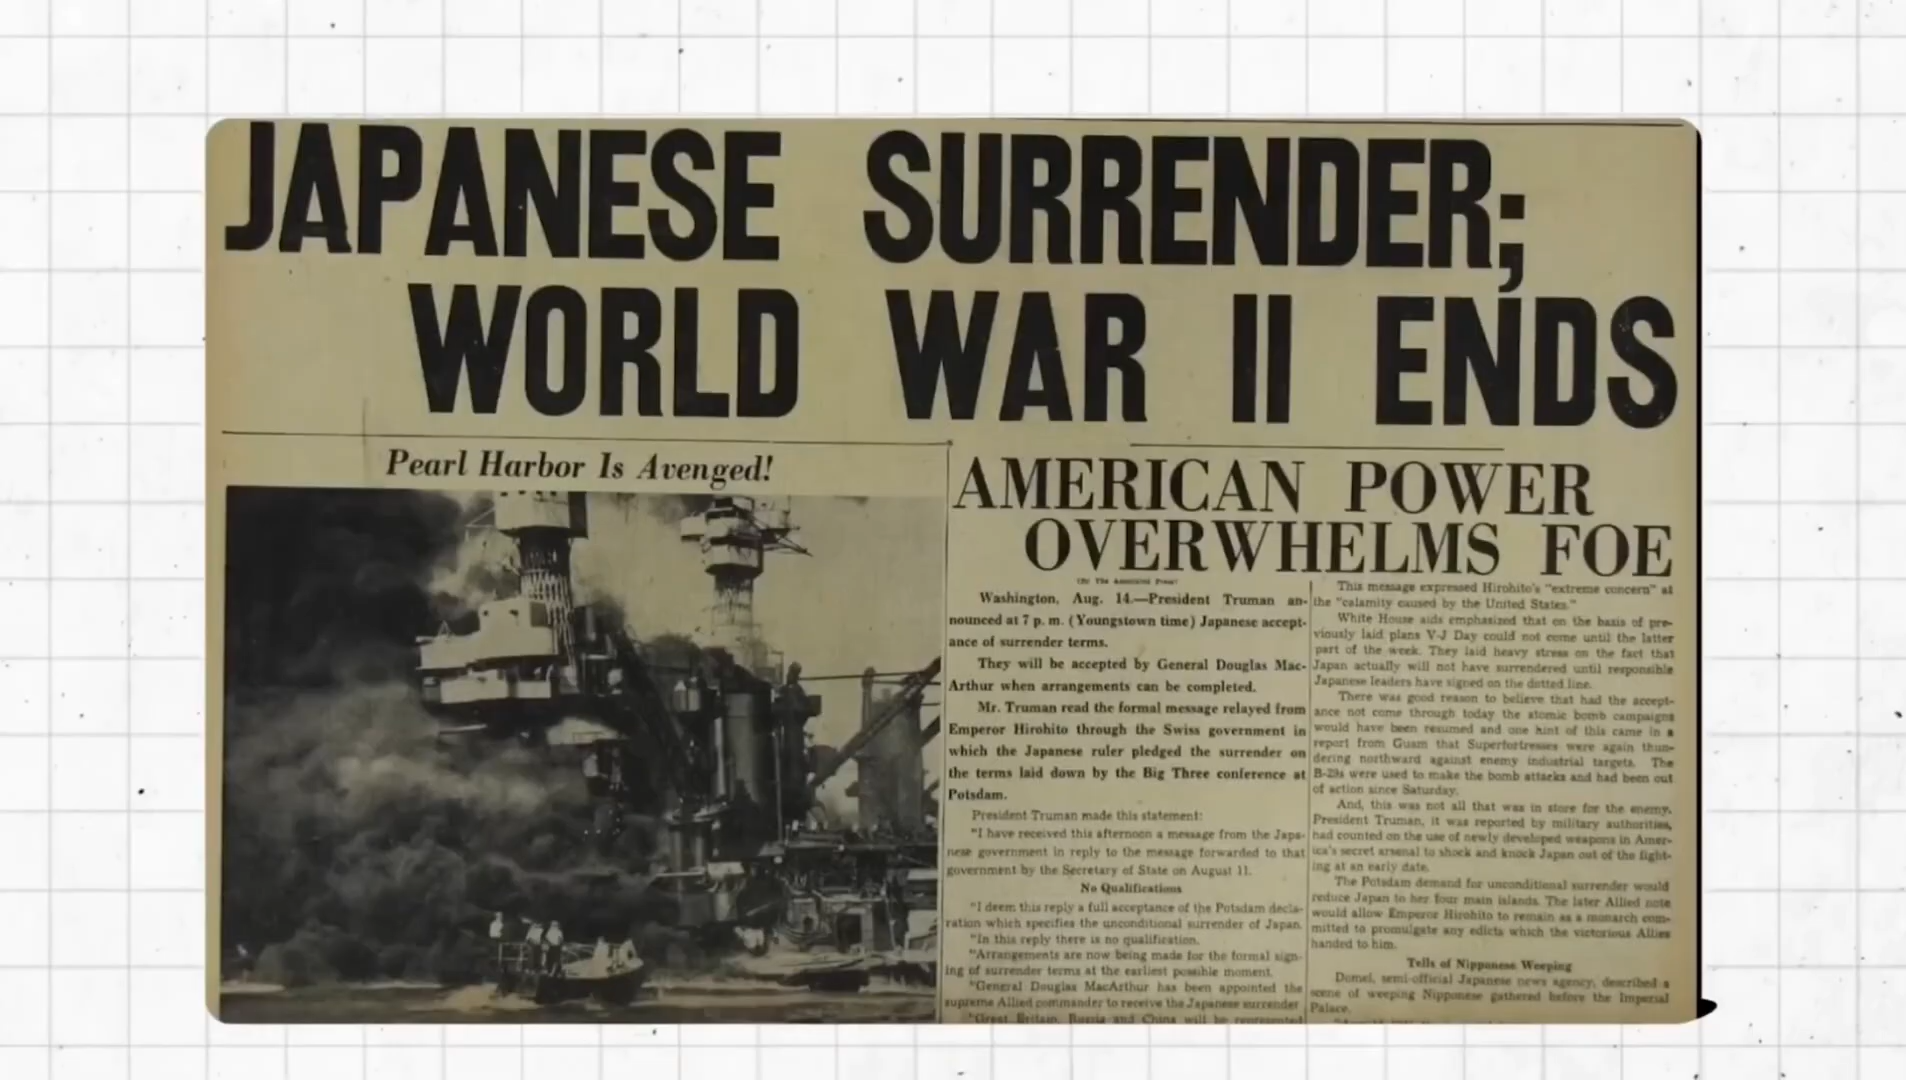 JAPANESE SURRENDER;
WORLD WAR II ENDS
Pearl Harbor Is Avenged!
AMERICAN POWER
OVERWHELMS FOE
(By The Associated Press)
Washington, Aug. 14.—President Truman an-
nounced at 7 p. m. (Youngstown time) Japanese accept-
ance of surrender terms.
They will be accepted by General Douglas Mac-
Arthur when arrangements can be completed.
Mr. Truman read the formal message relayed from
Emperor Hirohito through the Swiss government in
which the Japanese ruler pledged the surrender on
the terms laid down by the Big Three conference at
Potsdam.
President Truman made this statement:
"I have received this afternoon a message from the Japa-
nese government in reply to the message forwarded to that
government by the Secretary of State on August 11.
No Qualifications
"I deem this reply a full acceptance of the Potsdam decla-
ration which specifies the unconditional surrender of Japan.
"In this reply there is no qualification.
"Arrangements are now being made for the formal sign-
ing of surrender terms at the earliest possible moment.
"General Douglas MacArthur has been appointed the
supreme Allied commander to receive the Japanese surrender
"Great Britain, Russia and China will be represented
This message expressed Hirohito's "extreme concern" at
the "calamity caused by the United States."
White House aids emphasized that on the basis of pre-
viously laid plans V-J Day could not come until the latter
part of the week. They laid heavy stress on the fact that
Japan actually will not have surrendered until responsible
Japanese leaders have signed on the dotted line.
There was good reason to believe that had the accept-
ance not come through today the atomic bomb campaigns
would have been resumed and one hint of this came in a
report from Guam that Superfortresses were again thun-
dering northward against enemy industrial targets. The
B-29s were used to make the bomb attacks and had been out
of action since Saturday.
And, this was not all that was in store for the enemy.
President Truman, it was reported by military authorities,
had counted on the use of newly developed weapons in Amer-
ica's secret arsenal to shock and knock Japan out of the fight-
ing at an early date.
The Potsdam demand for unconditional surrender would
reduce Japan to her four main islands. The later Allied note
would allow Emperor Hirohito to remain as a monarch com-
mitted to promulgate any edicts which the victorious Allies
handed to him.
Tells of Nipponese Weeping
Domei, semi-official Japanese news agency, described a
scene of weeping Nipponese gathered before the Imperial
Palace.